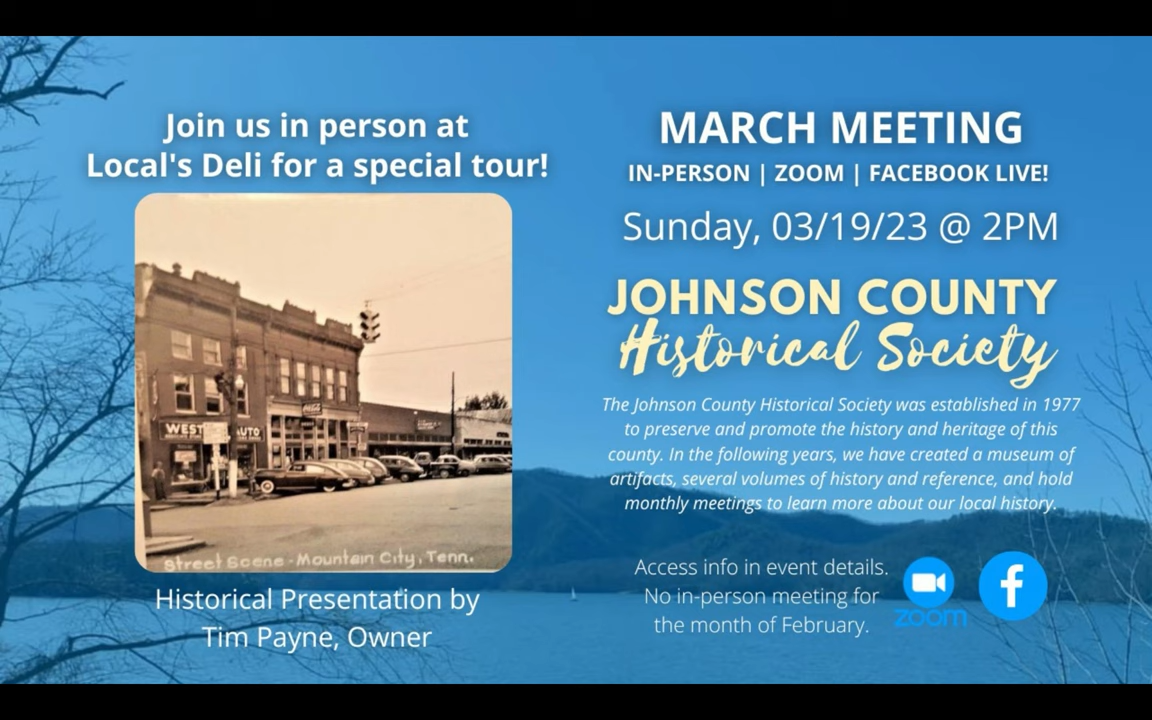 Join us in person at
Local's Deli for a special tour!
WEST
AUTO
Street Scene - Mountain City, Tenn.
Historical Presentation by
Tim Payne, Owner
MARCH MEETING
IN-PERSON | ZOOM | FACEBOOK LIVE!
Sunday, 03/19/23 @ 2PM
JOHNSON COUNTY
Historical Society
The Johnson County Historical Society was established in 1977
to preserve and promote the history and heritage of this
county. In the following years, we have created a museum of
artifacts, several volumes of history and reference, and hold
monthly meetings to learn more about our local history.
Access info in event details.
No in-person meeting for
the month of February.
zoom
f